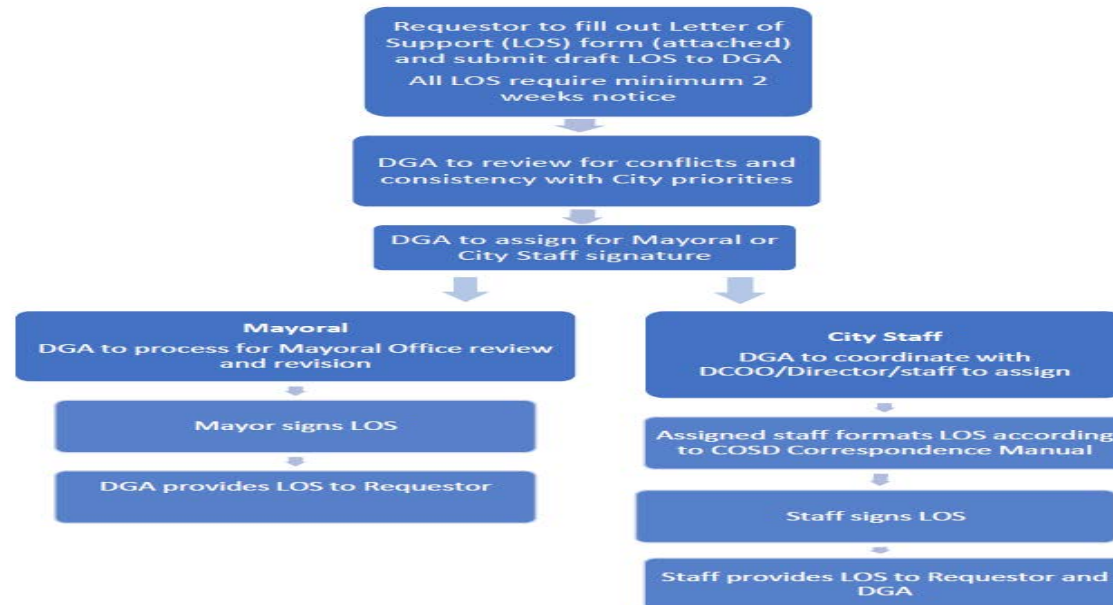 Requestor to fill out Letter of
Support (LOS) form (attached)
and submit draft LOS to DGA
All LOS require minimum 2
weeks notice
DGA to review for conflicts and
consistency with City priorities
DGA to assign for Mayoral or
City Staff signature
Mayoral
DGA to process for Mayoral Office review
and revision
Mayor signs LOS
DGA provides LOS to Requestor
City Staff
DGA to coordinate with
DCOO/Director/staff to assign
Assigned staff formats LOS according
to COSD Correspondence Manual
Staff signs LOS
Staff provides LOS to Requestor and
DGA